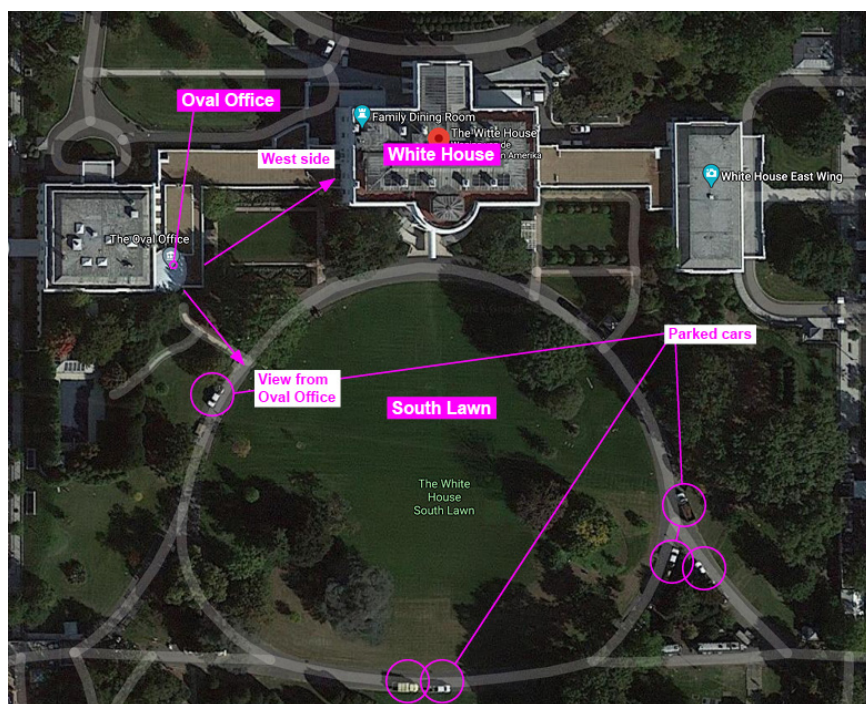 Oval Office
Family Dining Room
The Witte House
West side
White House
White House East Wing
The Oval Office
Parked cars
View from
Oval Office
South Lawn
The White
House
South Lawn